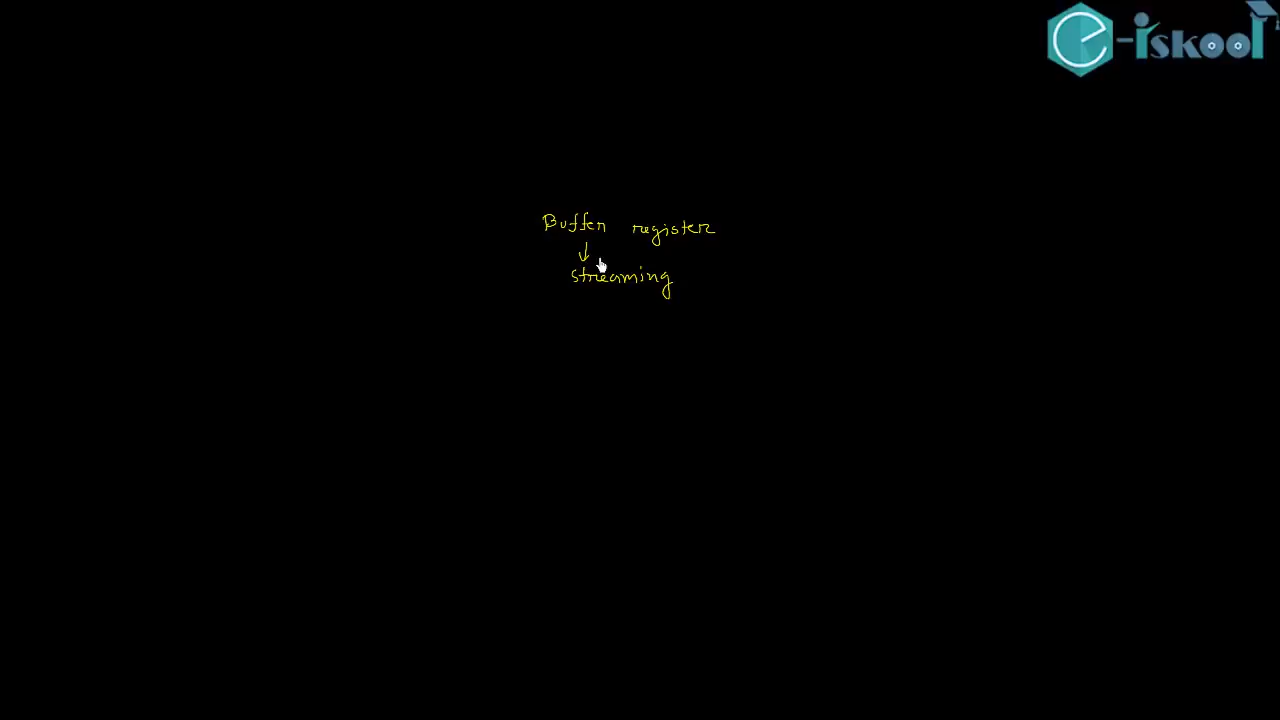 e-iskool
Buffer register
↓
streaming